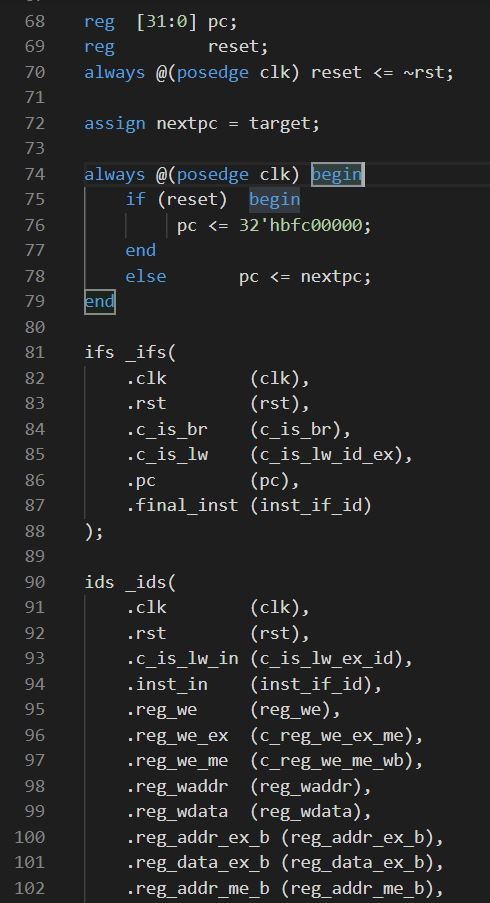 68 reg  [31:0] pc;
69 reg         reset;
70 always @(posedge clk) reset <= ~rst;
71
72 assign nextpc = target;
73
74 always @(posedge clk) begin
75     if (reset)  begin
76          pc <= 32'hbfc00000;
77     end
78     else       pc <= nextpc;
79 end
80
81 ifs _ifs(
82     .clk        (clk),
83     .rst        (rst),
84     .c_is_br    (c_is_br),
85     .c_is_lw    (c_is_lw_id_ex),
86     .pc         (pc),
87     .final_inst (inst_if_id)
88 );
89
90 ids _ids(
91     .clk        (clk),
92     .rst        (rst),
93     .c_is_lw_in (c_is_lw_ex_id),
94     .inst_in    (inst_if_id),
95     .reg_we     (reg_we),
96     .reg_we_ex  (c_reg_we_ex_me),
97     .reg_we_me  (c_reg_we_me_wb),
98     .reg_waddr  (reg_waddr),
99     .reg_wdata  (reg_wdata),
100     .reg_addr_ex_b (reg_addr_ex_b),
101     .reg_data_ex_b (reg_data_ex_b),
102     .reg_addr_me_b (reg_addr_me_b),